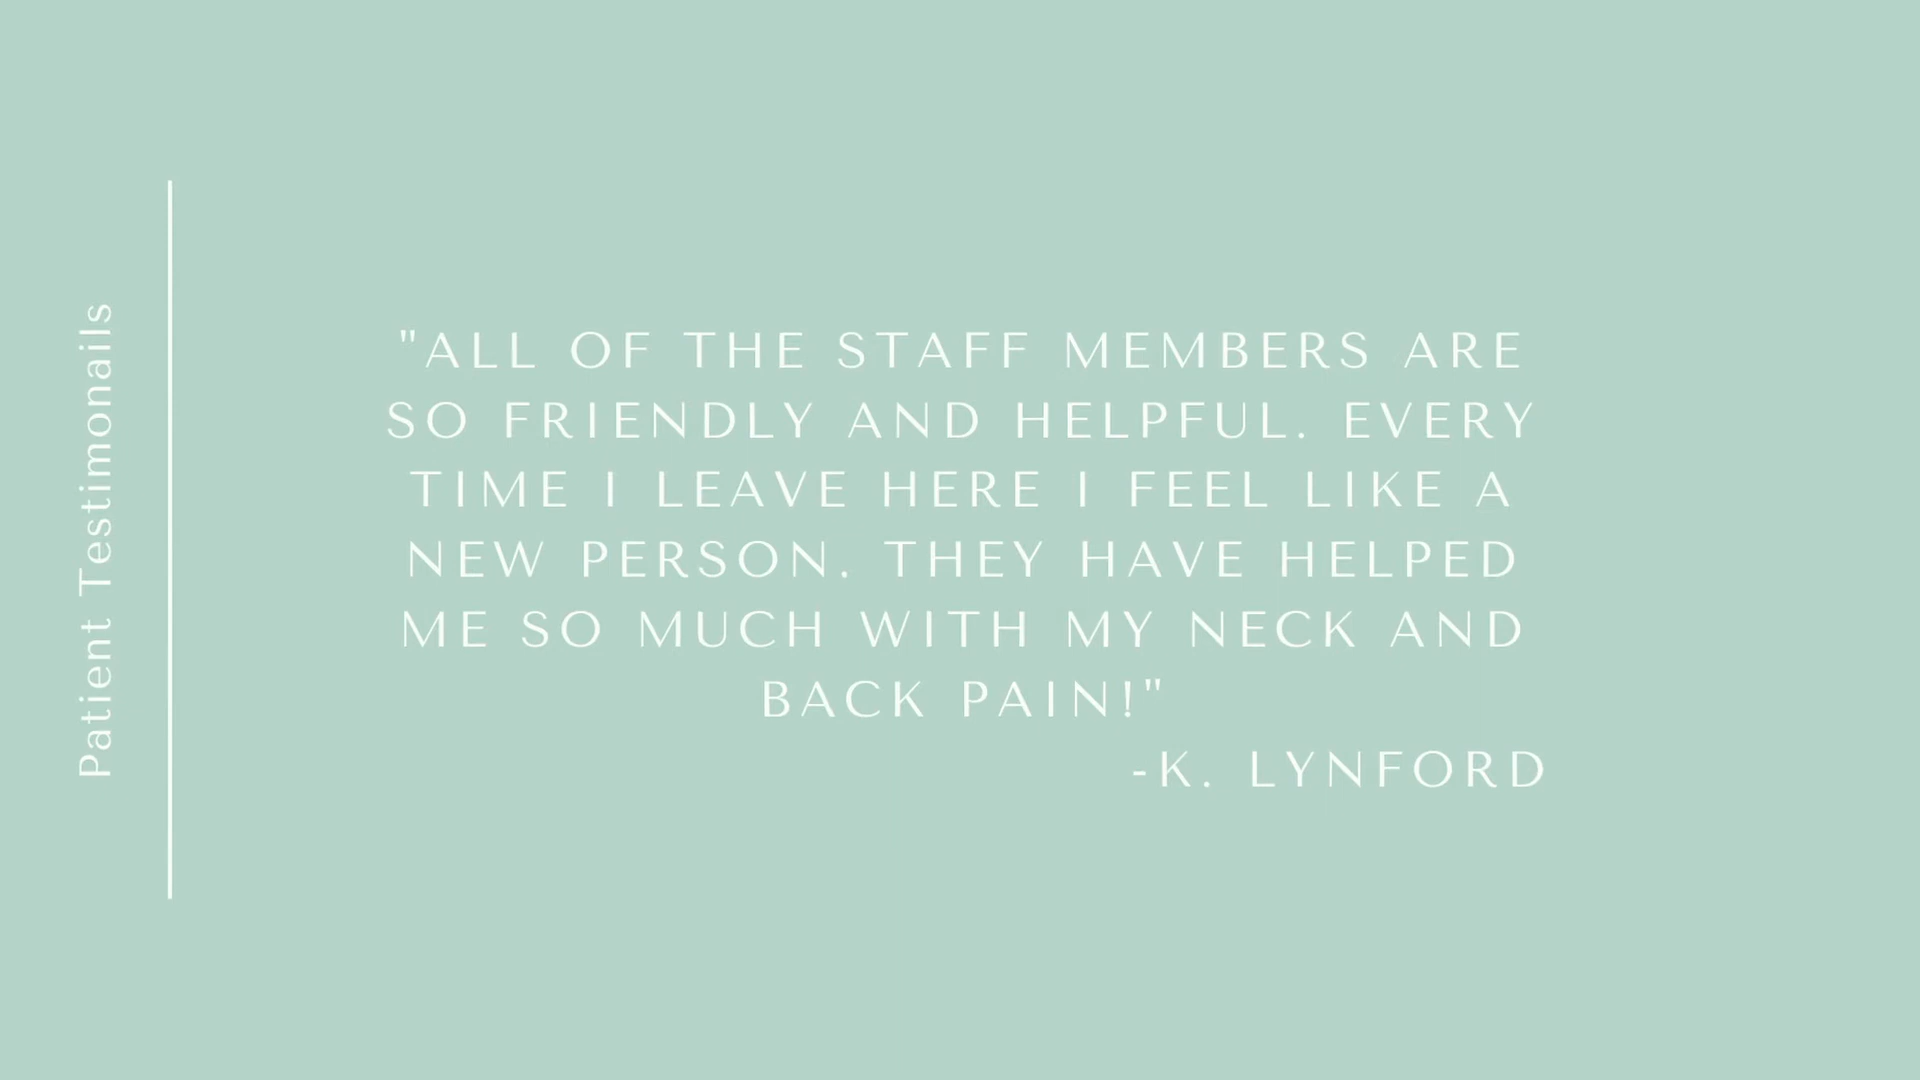 Patient Testimonails
"ALL OF THE STAFF MEMBERS ARE
SO FRIENDLY AND HELPFUL. EVERY
TIME I LEAVE HERE I FEEL LIKE A
NEW PERSON. THEY HAVE HELPED
ME SO MUCH WITH MY NECK AND
BACK PAIN!"
-K. LYNFORD